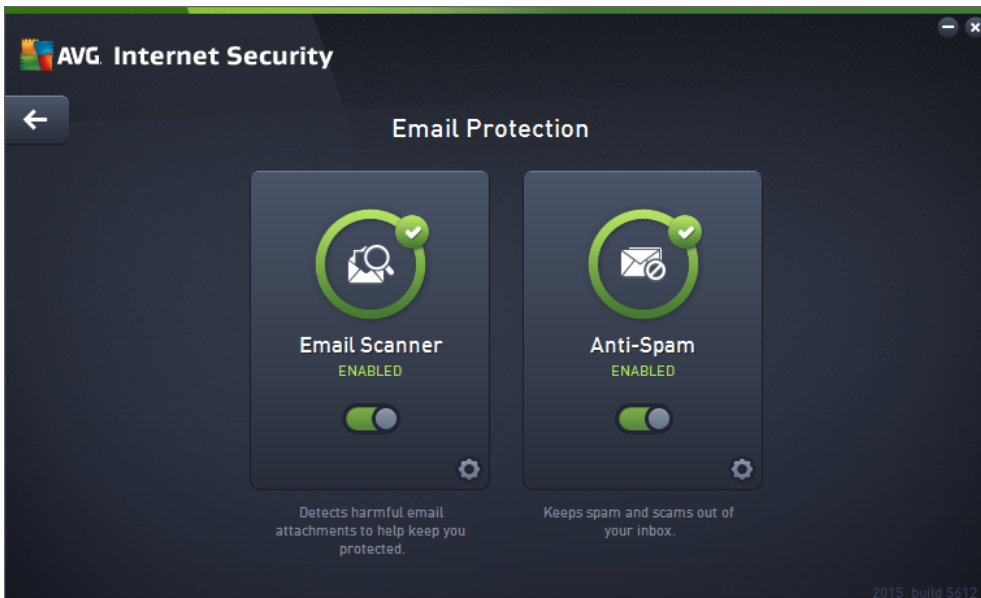 AVG. Internet Security
Email Protection
Email Scanner
ENABLED
Detects harmful email
attachments to help keep you
protected.
Anti-Spam
ENABLED
Keeps spam and scams out of
your inbox.
2015 build 5612